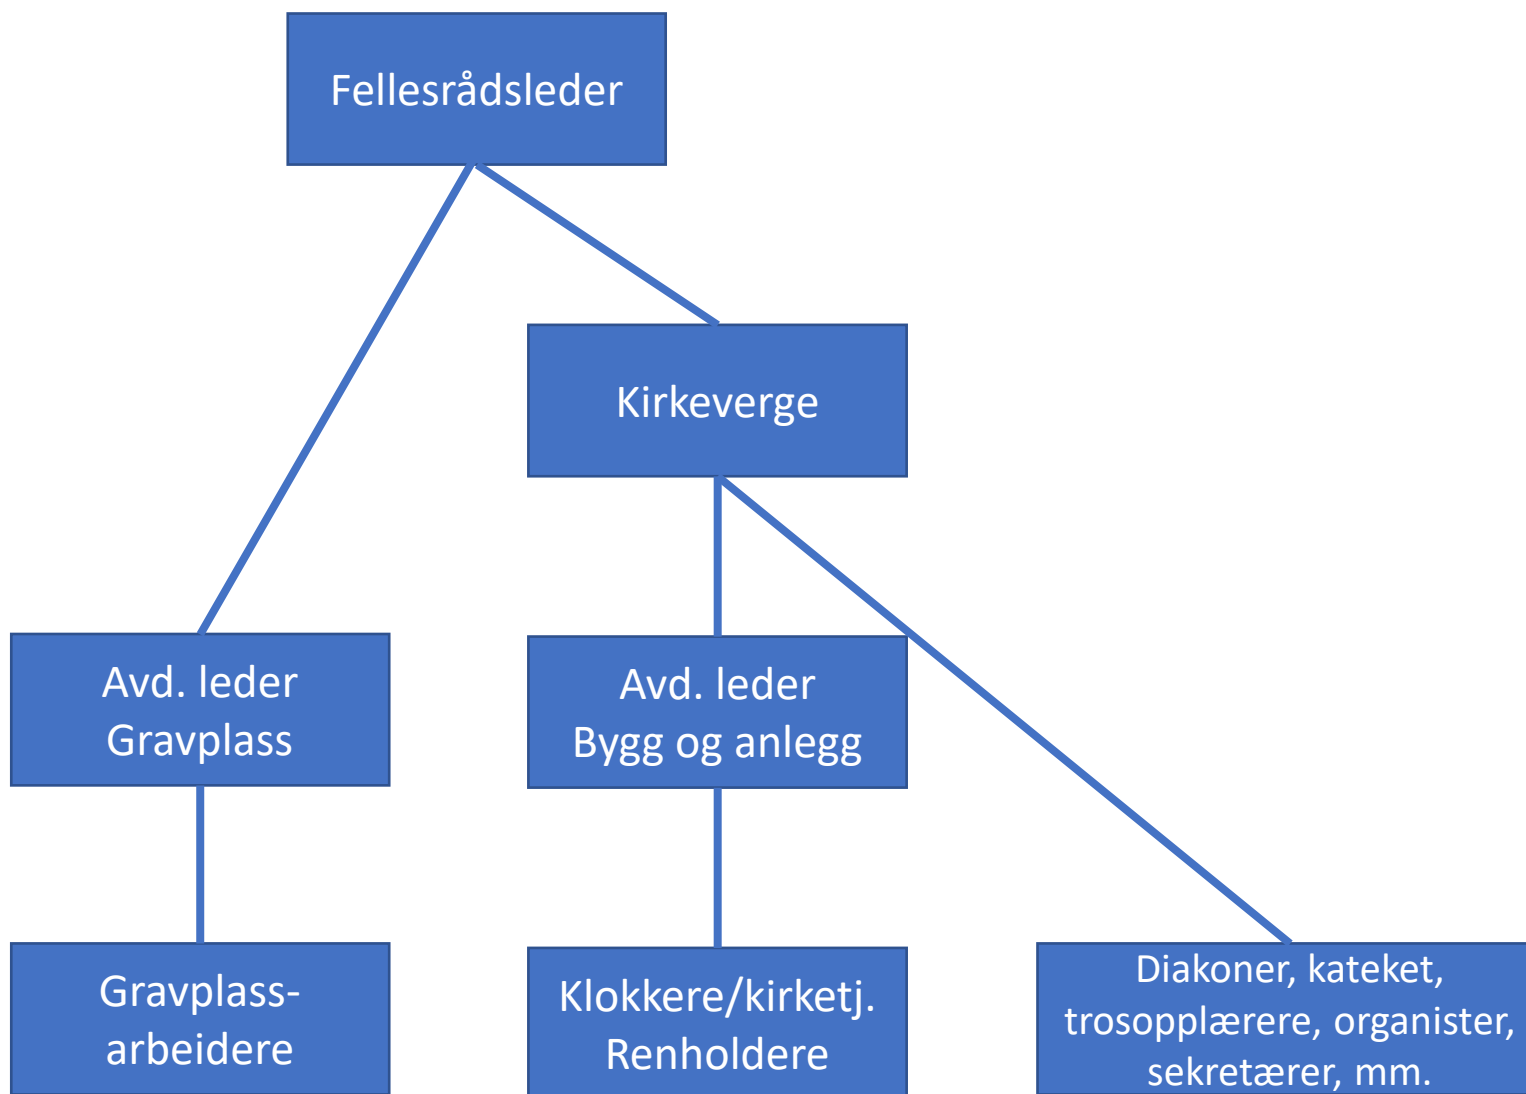 Fellesrådsleder
Kirkeverge
Avd. leder
Gravplass
Avd. leder
Bygg og anlegg
Gravplass-
arbeidere
Klokkere/kirketj.
Renholdere
Diakoner, kateket,
trosopplærere, organister,
sekretærer, mm.